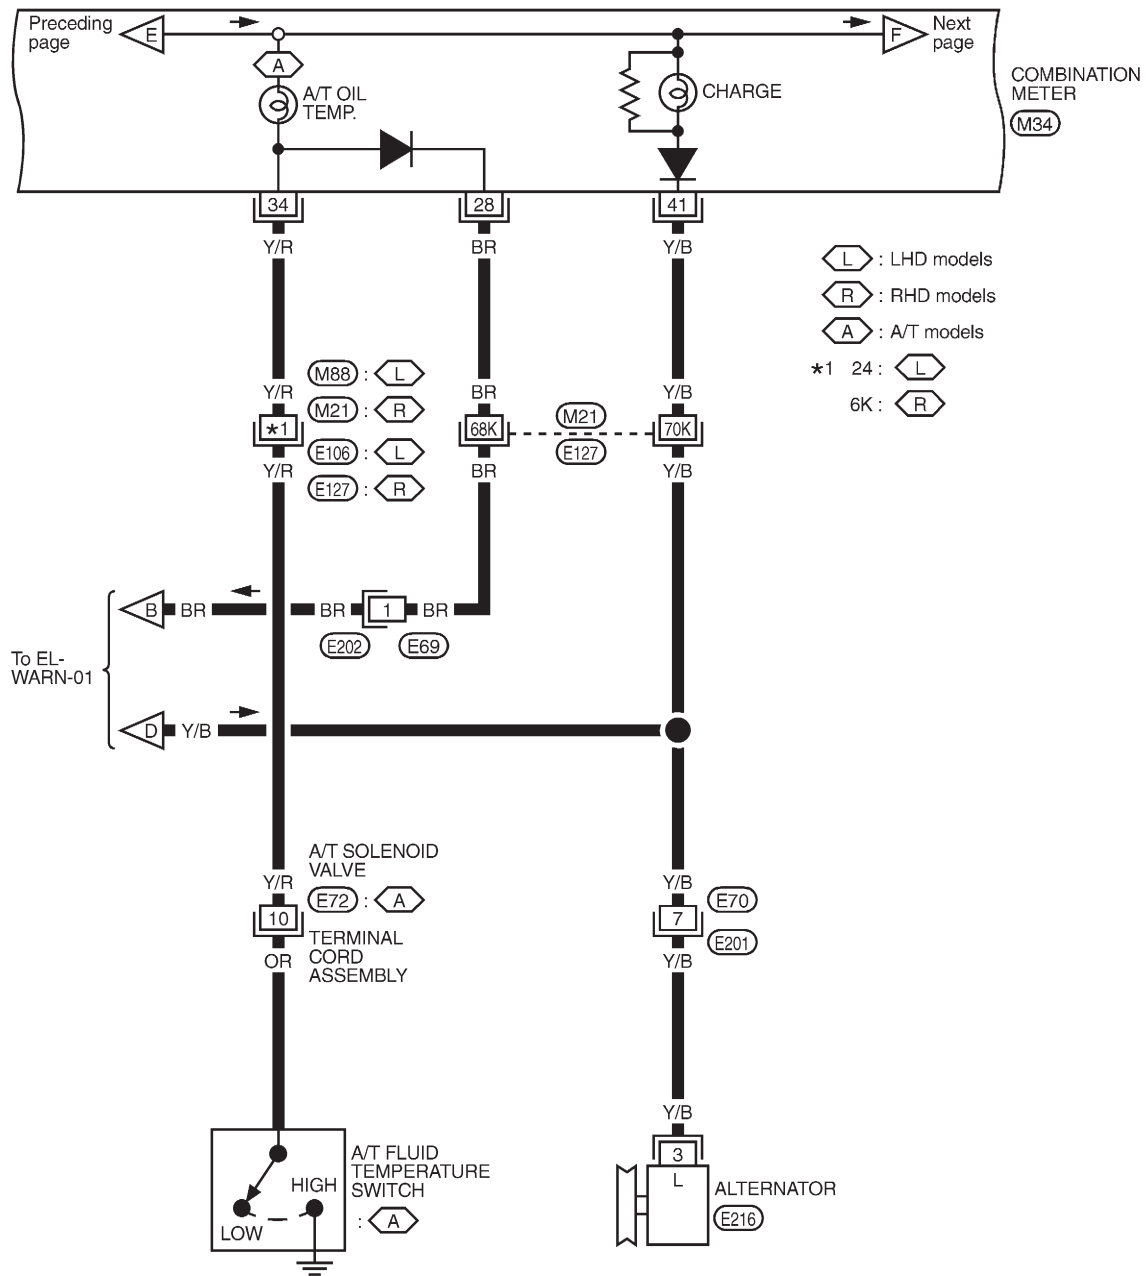 Preceding
page
E
A
A/T OIL
TEMP.
CHARGE
F
Next
page
COMBINATION
METER
M34
34
28
41
Y/R
BR
Y/B
L : LHD models
R : RHD models
A : A/T models
*1 24 : L
6K : R
Y/R
M88 : L
M21 : R
BR
Y/B
*1
68K
M21
70K
E106 : L
E127
Y/R
E127 : R
BR
Y/B
To EL-
WARN-01
B
BR
BR
1
BR
E202
E69
D
Y/B
A/T SOLENOID
VALVE
Y/R
E72 : A
10
TERMINAL
CORD
ASSEMBLY
OR
Y/B
E70
7
E201
Y/B
Y/B
3
L
ALTERNATOR
E216
A/T FLUID
TEMPERATURE
SWITCH
: A
HIGH
LOW